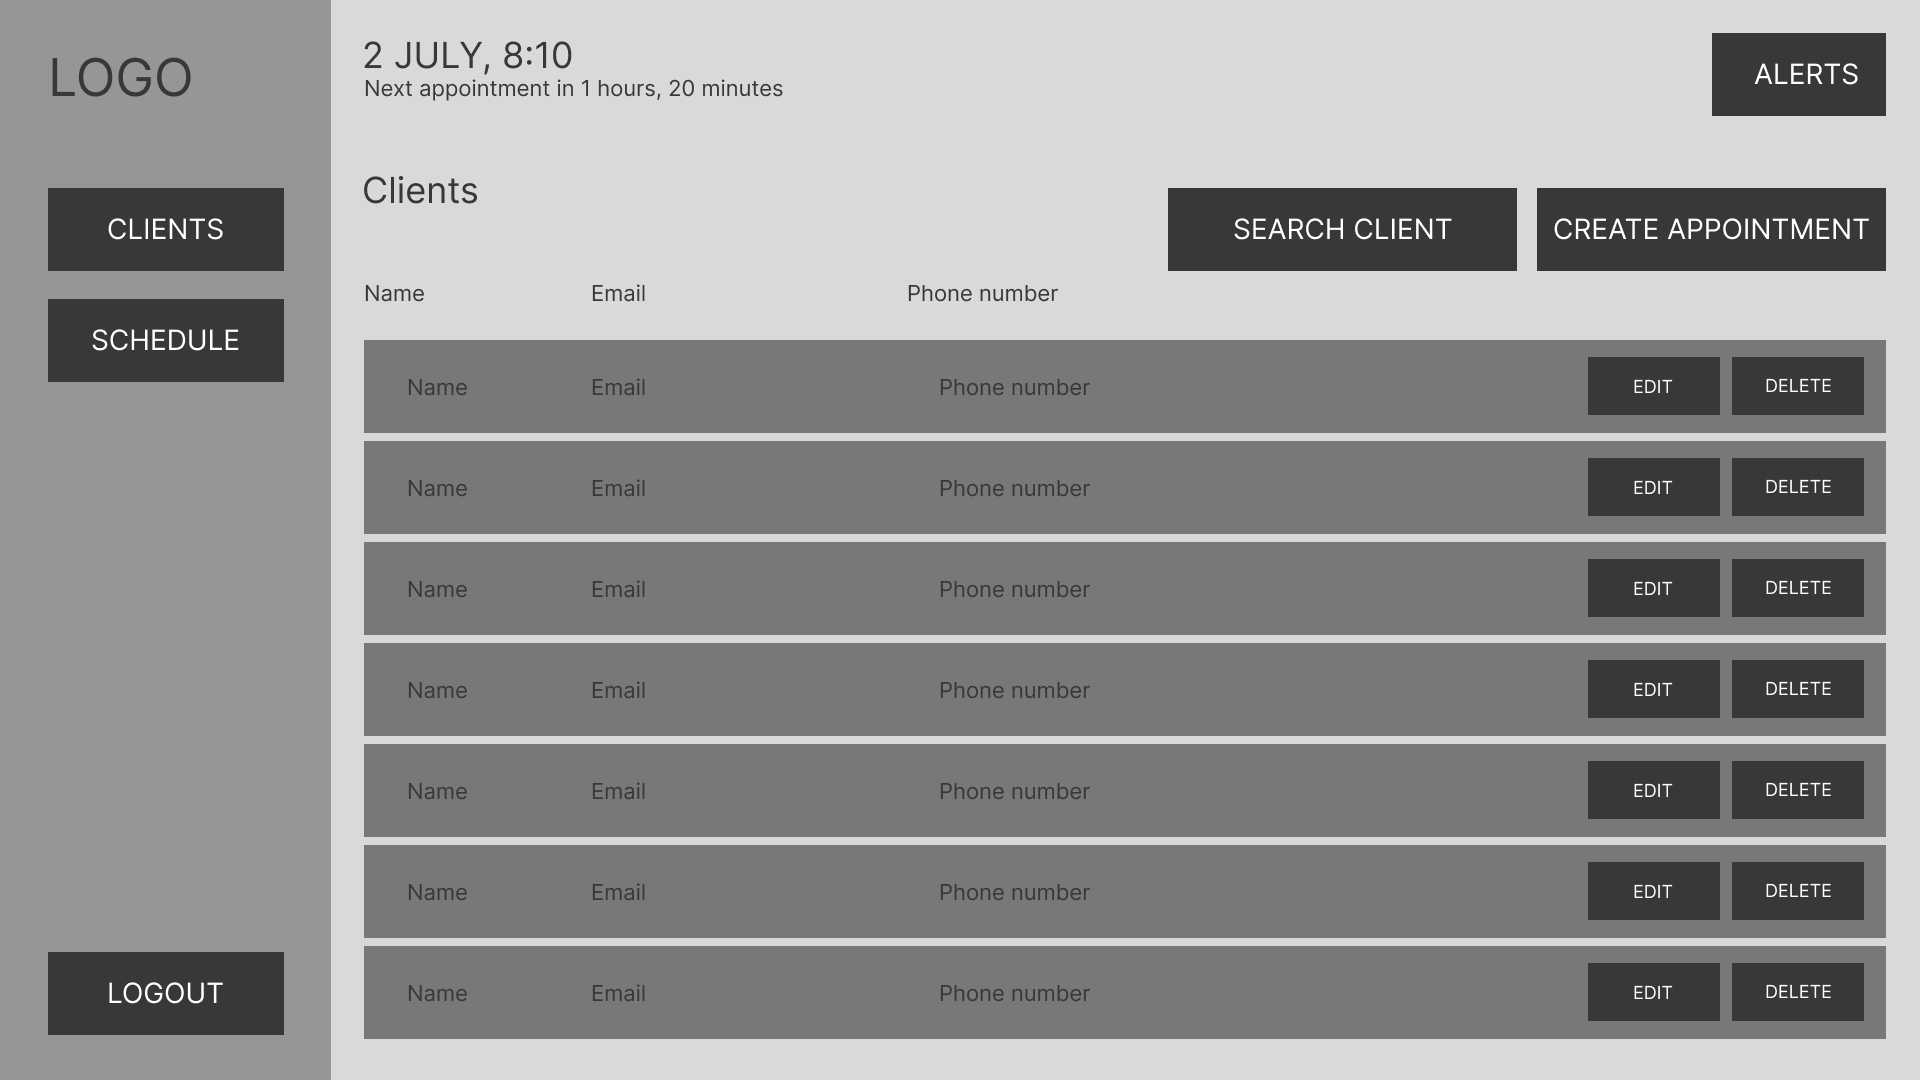 LOGO
2 JULY, 8:10
Next appointment in 1 hours, 20 minutes
ALERTS
CLIENTS
SCHEDULE
LOGOUT
Clients
SEARCH CLIENT
CREATE APPOINTMENT
Name Email Phone number
Name Email Phone number EDIT DELETE
Name Email Phone number EDIT DELETE
Name Email Phone number EDIT DELETE
Name Email Phone number EDIT DELETE
Name Email Phone number EDIT DELETE
Name Email Phone number EDIT DELETE
Name Email Phone number EDIT DELETE